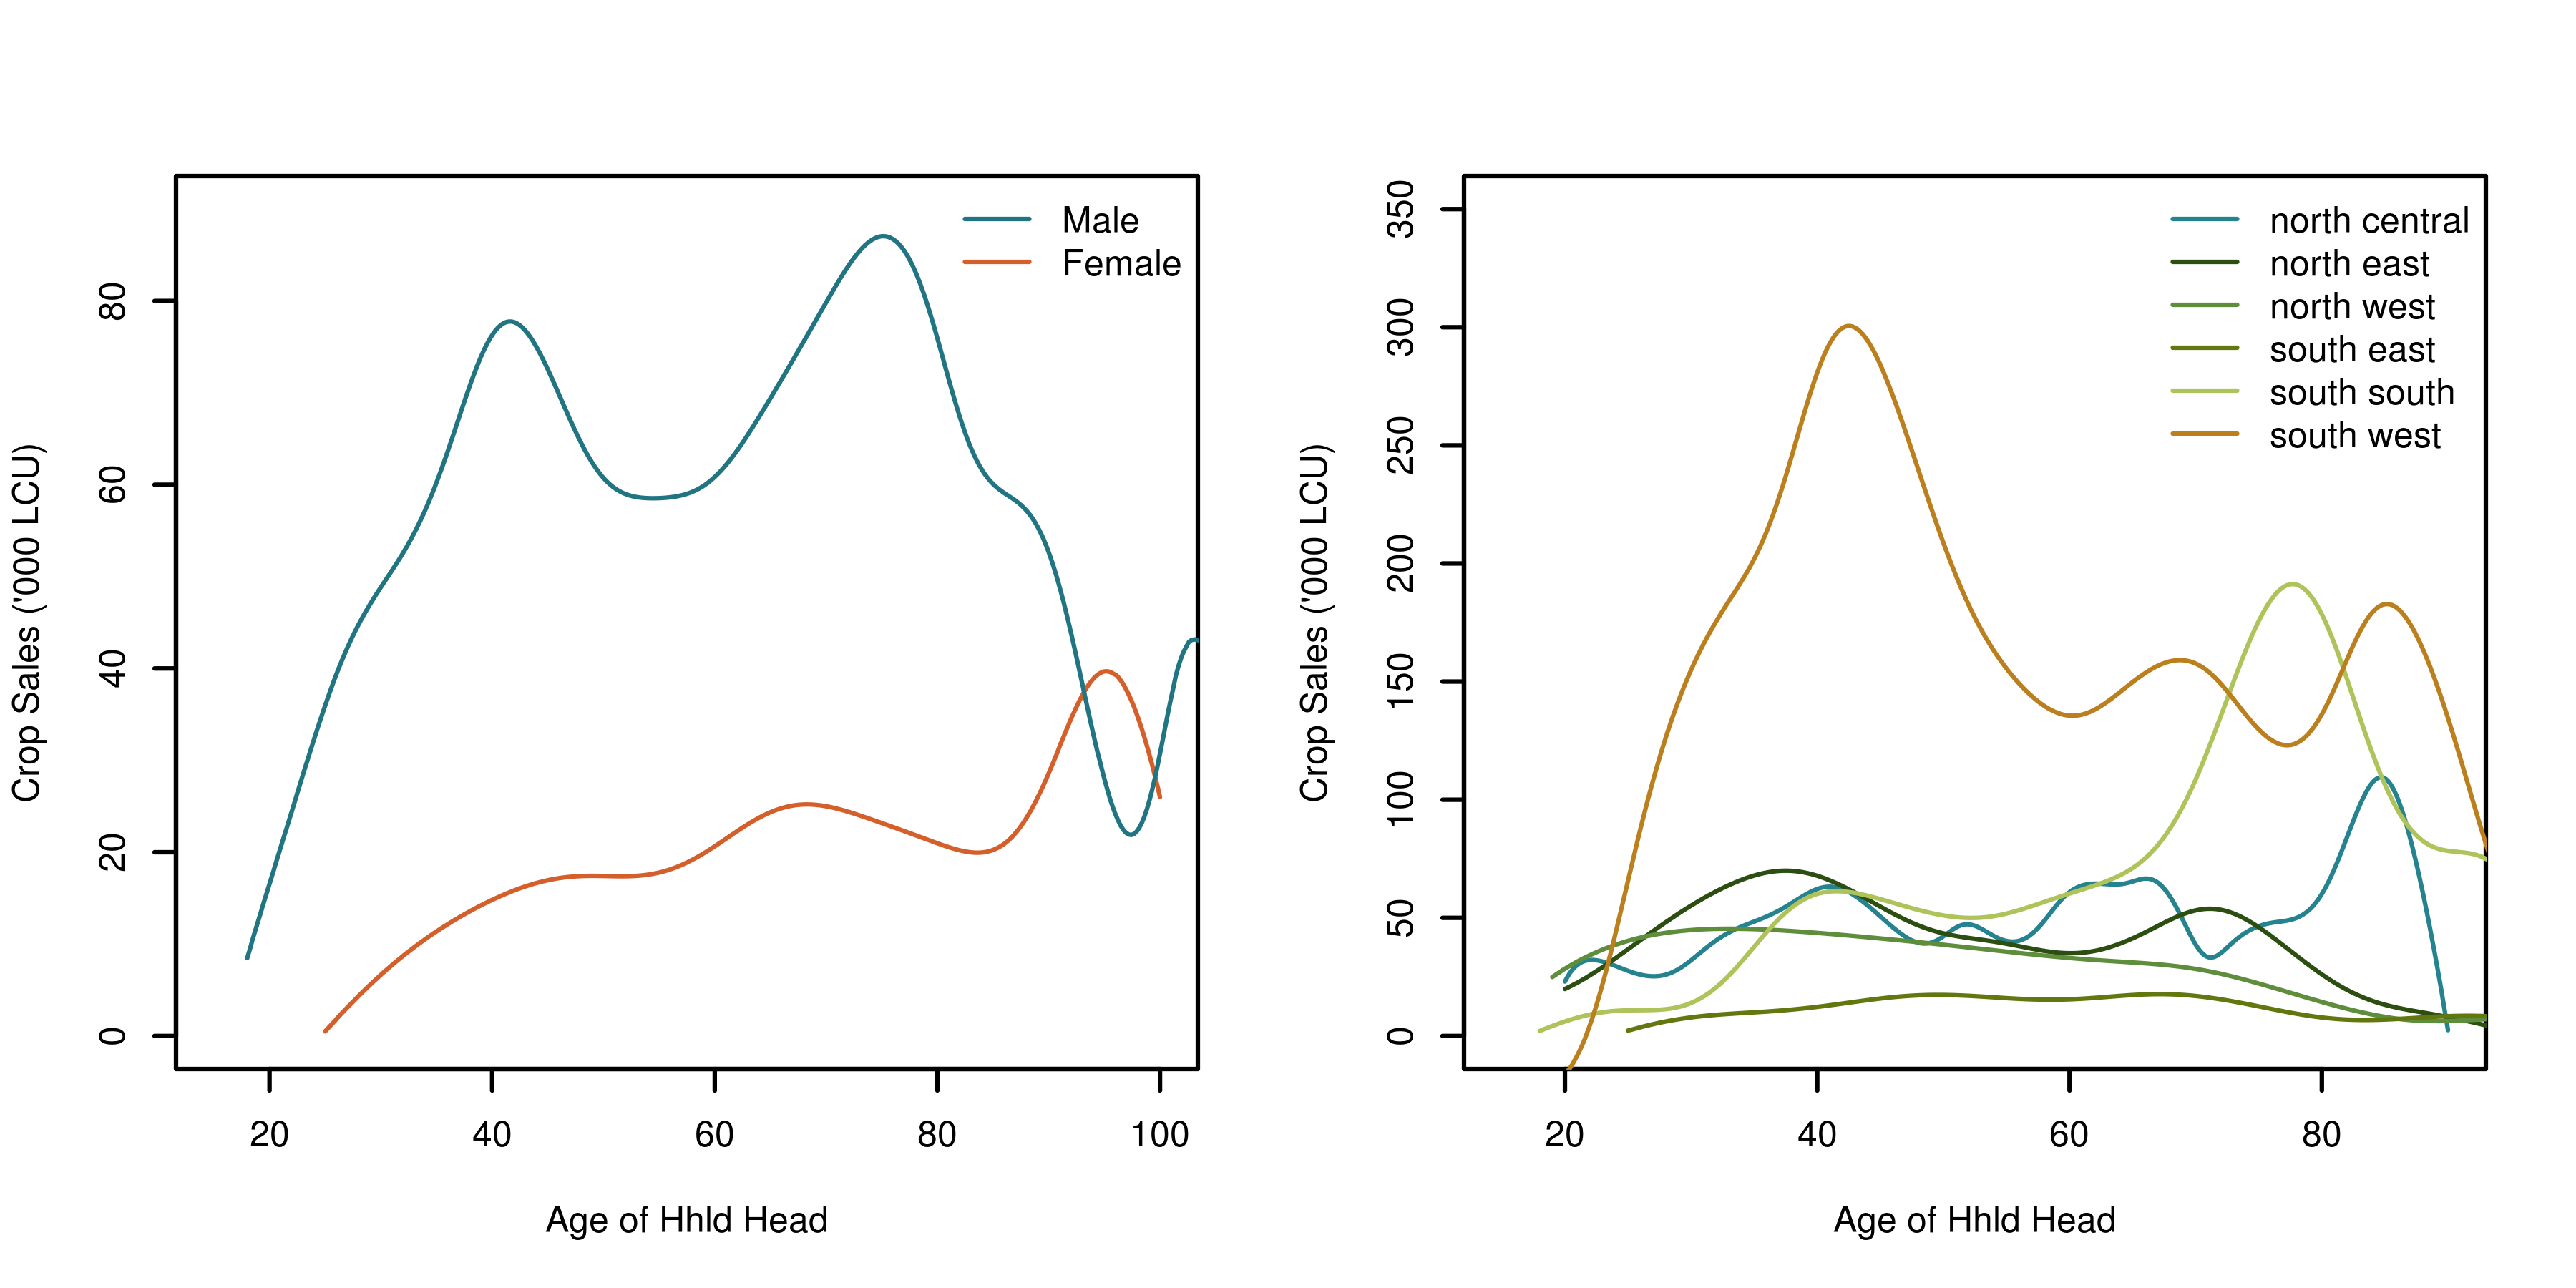 Crop Sales ('000 LCU)
80
60
40
20
0
Male
Female
20 40 60 80 100
Age of Hhld Head
Crop Sales ('000 LCU)
350
300
250
200
150
100
50
0
north central
north east
north west
south east
south south
south west
20 40 60 80
Age of Hhld Head